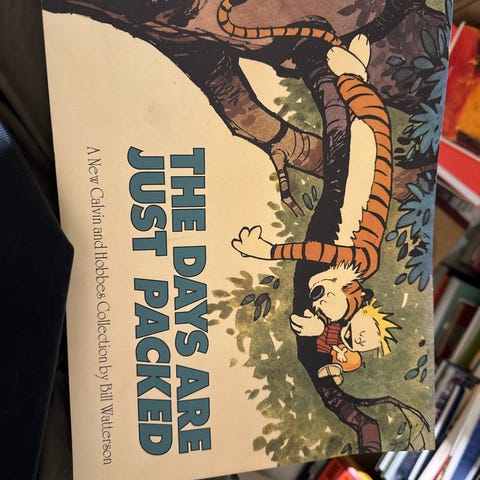 THE DAYS ARE
JUST PACKED
A New Calvin and Hobbes Collection by Bill Watterson